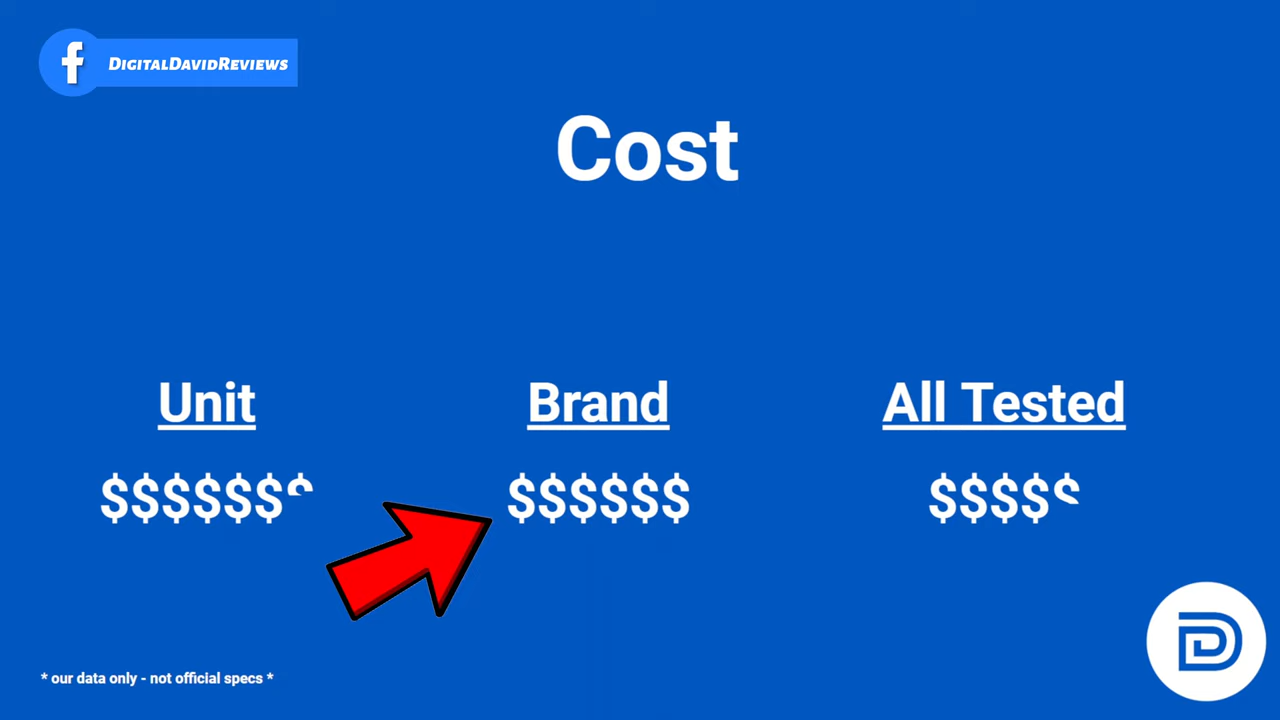 f DigitalDavidReviews
Cost
Unit Brand All Tested
$$$$$$$ $$$$$$ $$$$$
* our data only - not official specs *
D